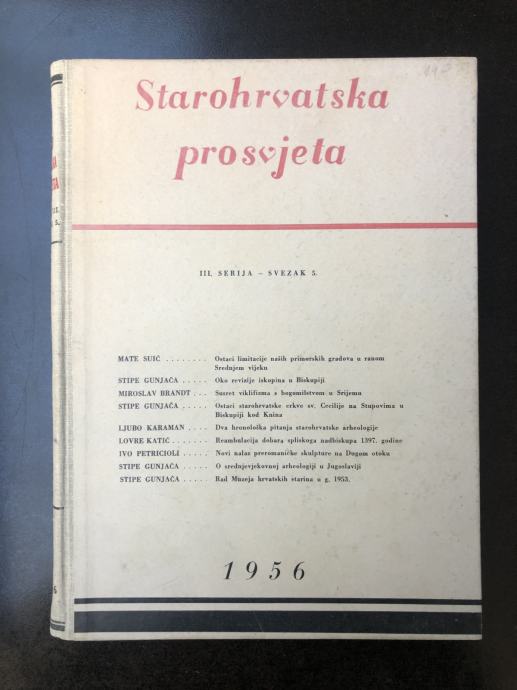 Starohrvatska
prosvjeta
III. SERIJA – SVEZAK 5.
MATE SUIĆ . . . . . . . . Ostaci limitacije naših primorskih gradova u ranom
Srednjem vijeku
STIPE GUNJAČA . . . . . Oko revizije iskopina u Biskupiji
MIROSLAV BRANDT . . . Susret viklifizma s bogomilstvom u Srijemu
STIPE GUNJAČA . . . . . Ostaci starohrvatske crkve sv. Cecilije na Stupovima u
Biskupiji kod Knina
LJUBO KARAMAN . . . . Dva hronološka pitanja starohrvatske arheologije
LOVRE KATIĆ . . . . . . Reambulacija dobara splitskoga nadbiskupa 1397. godine
IVO PETRICIOLI . . . . . Novi nalaz preromaničke skulpture na Dugom otoku
STIPE GUNJAČA . . . . . O srednjevjekovnoj arheologiji u Jugoslaviji
STIPE GUNJAČA . . . . . Rad Muzeja hrvatskih starina u g. 1953.
1956